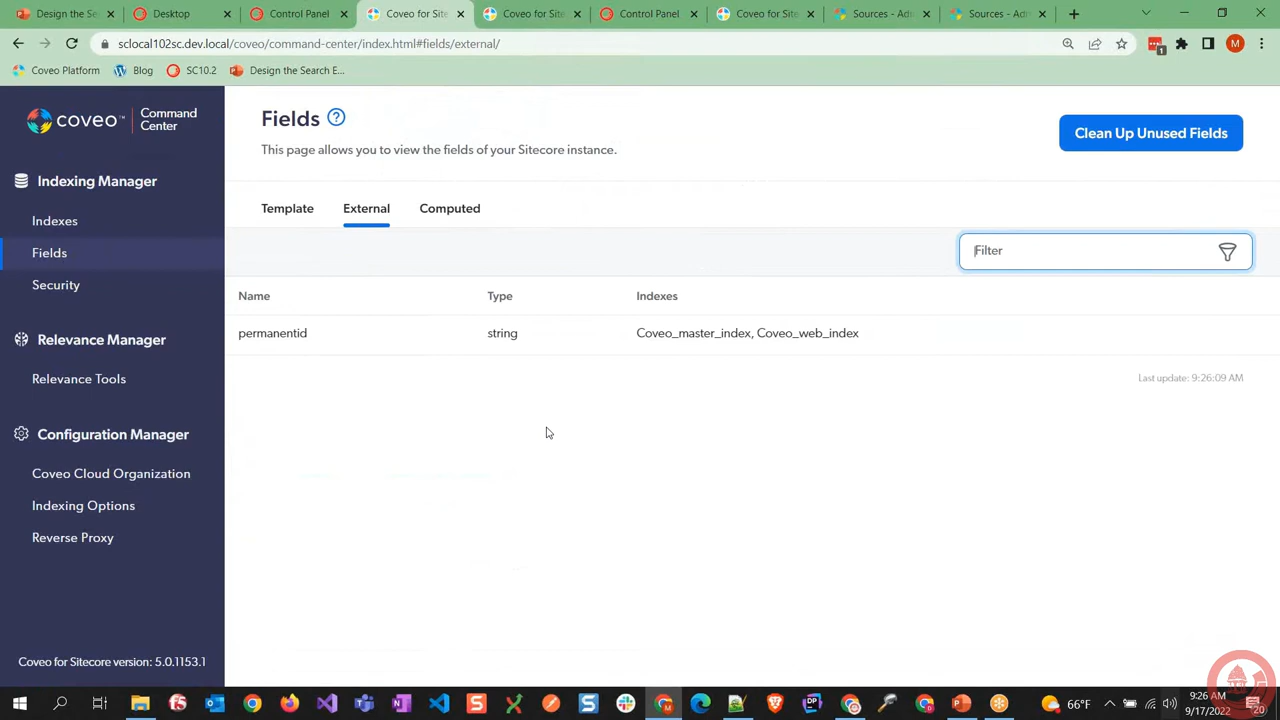 Design the Search E
Desktop
Control Panel
Coveo for Site
Coveo for Site
Control Panel
Coveo for Site
Sources - Adm
Sources - Adm
sclocal102sc.dev.local/coveo/command-center/index.html#fields/external/
1
M
Coveo Platform
Blog
SC10.2
Design the Search E...
coveo™ | Command Center
Fields ?
This page allows you to view the fields of your Sitecore instance.
Clean Up Unused Fields
Indexing Manager
Indexes
Fields
Security
Relevance Manager
Relevance Tools
Configuration Manager
Coveo Cloud Organization
Indexing Options
Reverse Proxy
Coveo for Sitecore version: 5.0.1153.1
Template External Computed
Filter
Name Type Indexes
permanentid string Coveo_master_index, Coveo_web_index
Last update: 9:26:09 AM
66°F
9:26 AM
9/17/2022
20